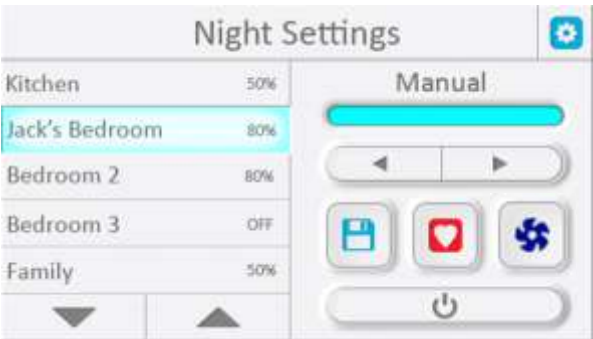 Night Settings
Kitchen 50%
Jack's Bedroom 80%
Bedroom 2 80%
Bedroom 3 OFF
Family 50%
Manual